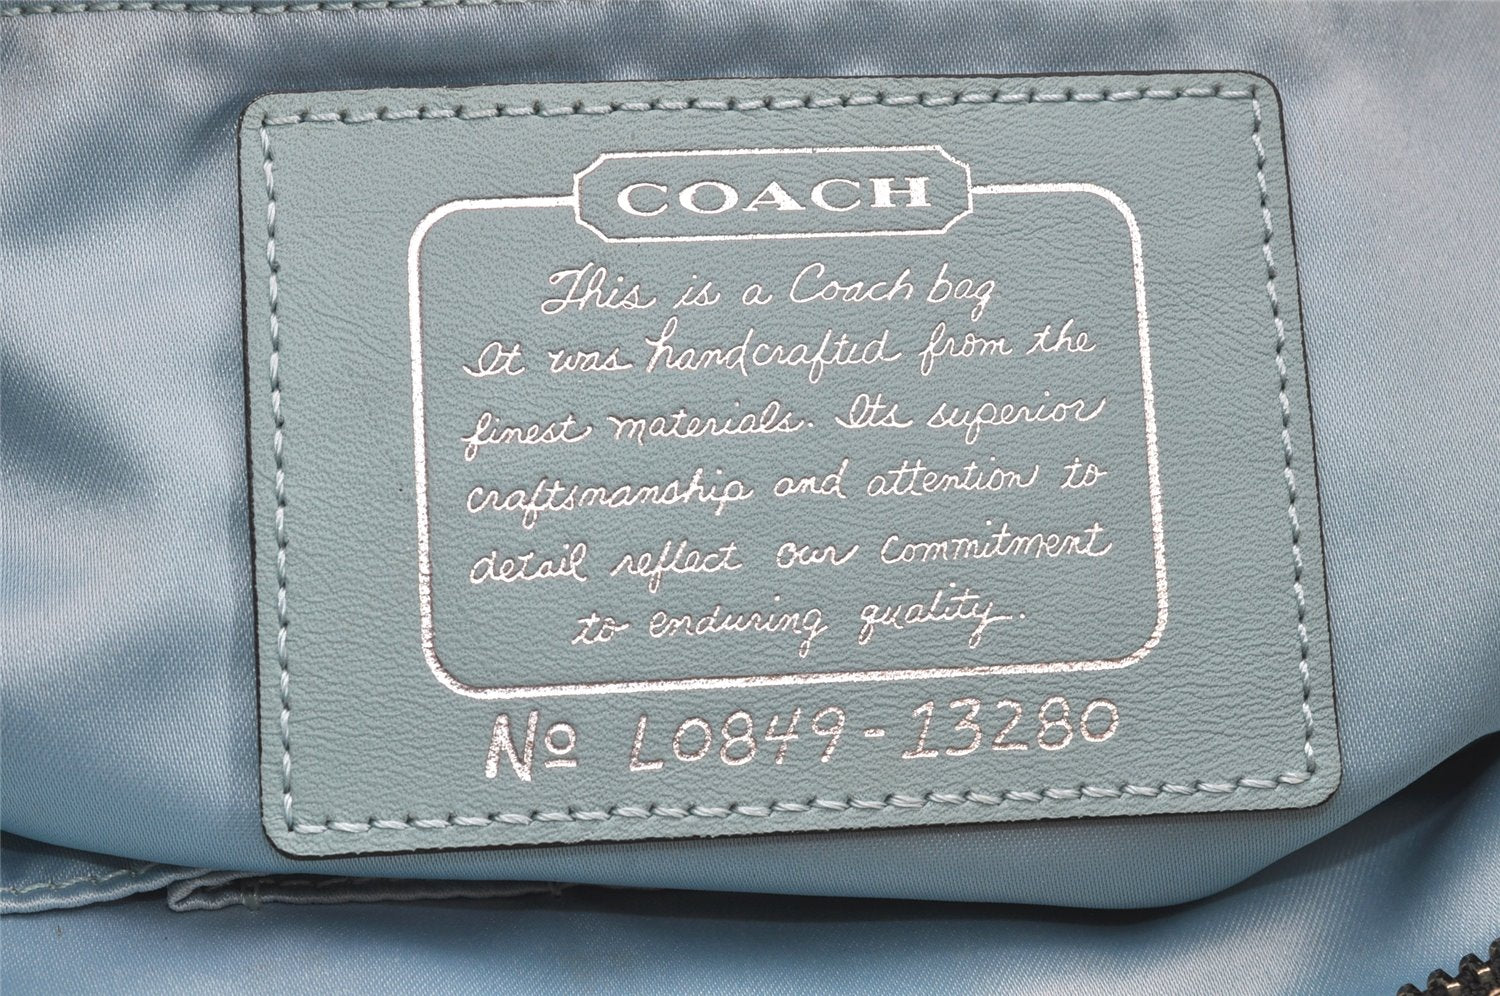 COACH
This is a Coach bag
It was handcrafted from the
finest materials. Its superior
craftsmanship and attention to
detail reflect our commitment
to enduring quality.
Nº L0849-13280